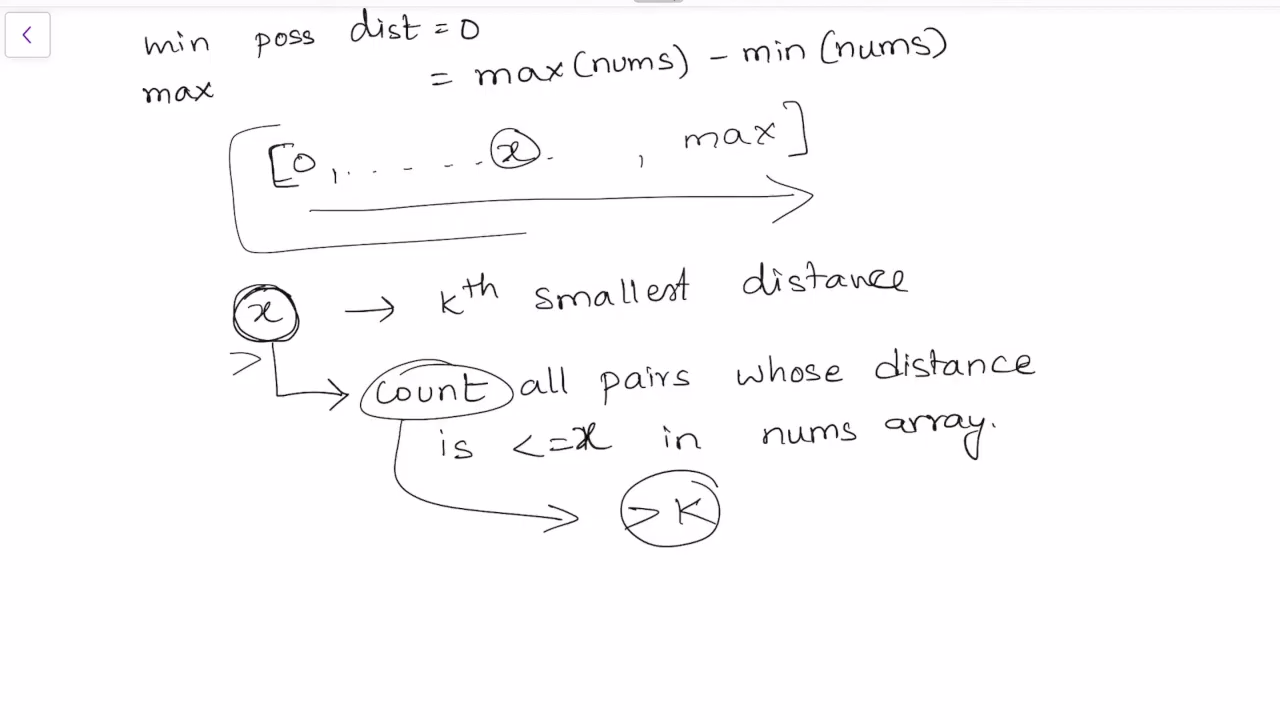 min poss dist = 0
max = max(nums) - min(nums)
[0, . . . . . x . , max]
x → Kth smallest distance
> count all pairs whose distance
is <=x in nums array.
> K